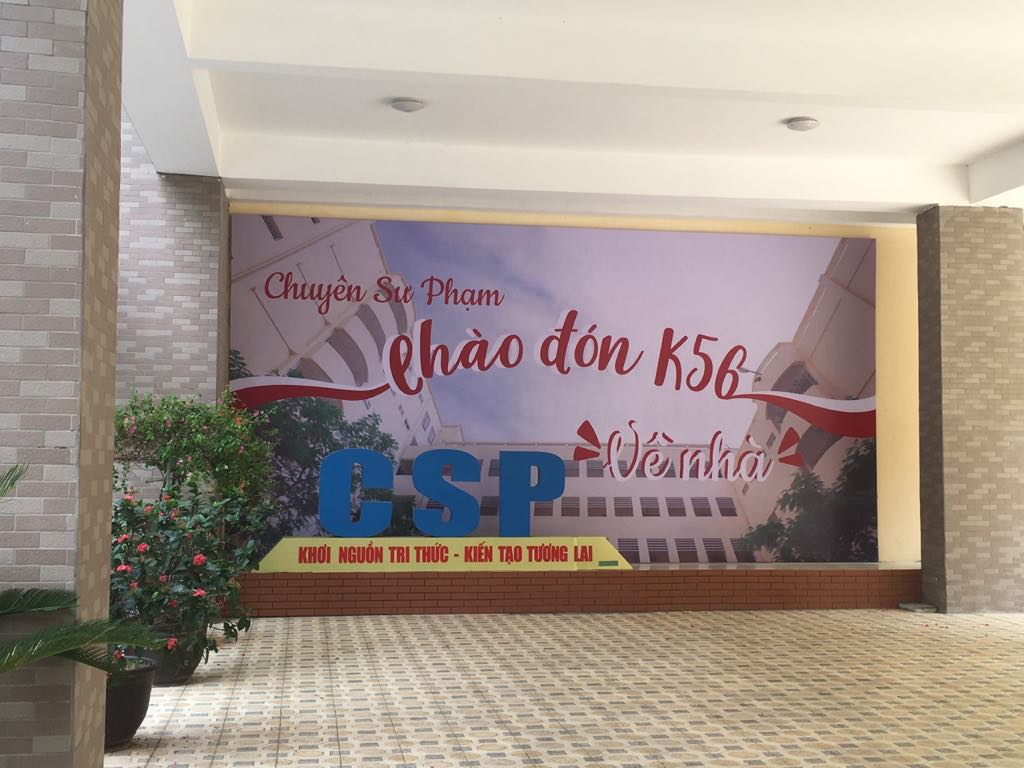 Chuyên Sư Phạm
Chào đón K56
Về nhà
CSP
KHƠI NGUỒN TRI THỨC - KIẾN TẠO TƯƠNG LAI